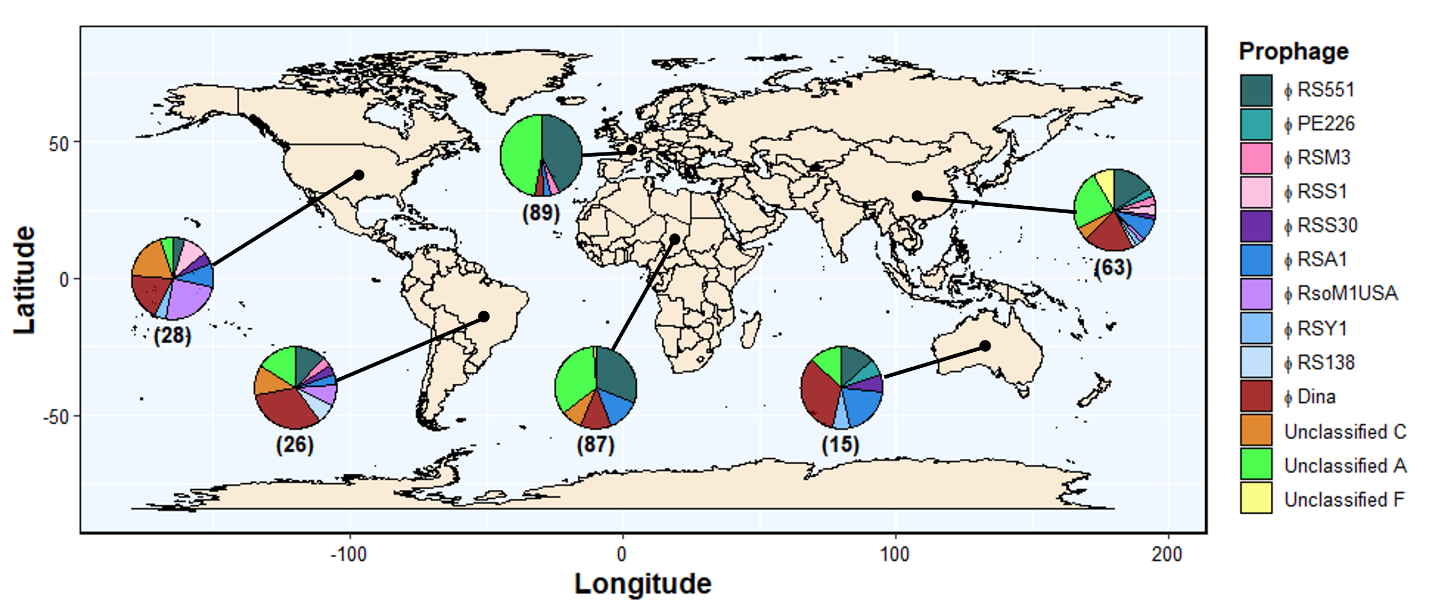 Prophage
ϕ RS551
ϕ PE226
ϕ RSM3
ϕ RSS1
ϕ RSS30
ϕ RSA1
ϕ RsoM1USA
ϕ RSY1
ϕ RS138
ϕ Dina
Unclassified C
Unclassified A
Unclassified F
Latitude
50
0
-50
(89)
(63)
(28)
(26)
(87)
(15)
-100
0
100
200
Longitude